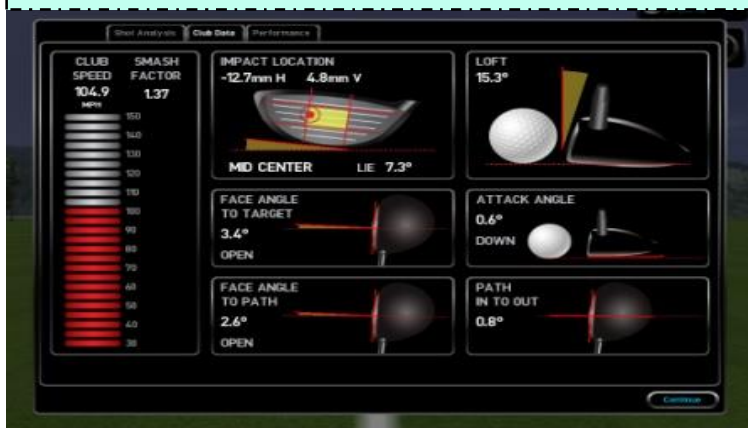 Shot Analysis
Club Data
Performance
CLUB
SPEED
104.9
MPH
SMASH
FACTOR
1.37
150
140
130
120
110
100
90
80
70
60
50
40
30
IMPACT LOCATION
-12.7mm H 4.8mm V
MID CENTER LIE 7.3°
LOFT
15.3°
FACE ANGLE
TO TARGET
3.4°
OPEN
ATTACK ANGLE
0.6°
DOWN
FACE ANGLE
TO PATH
2.6°
OPEN
PATH
IN TO OUT
0.8°
Continue